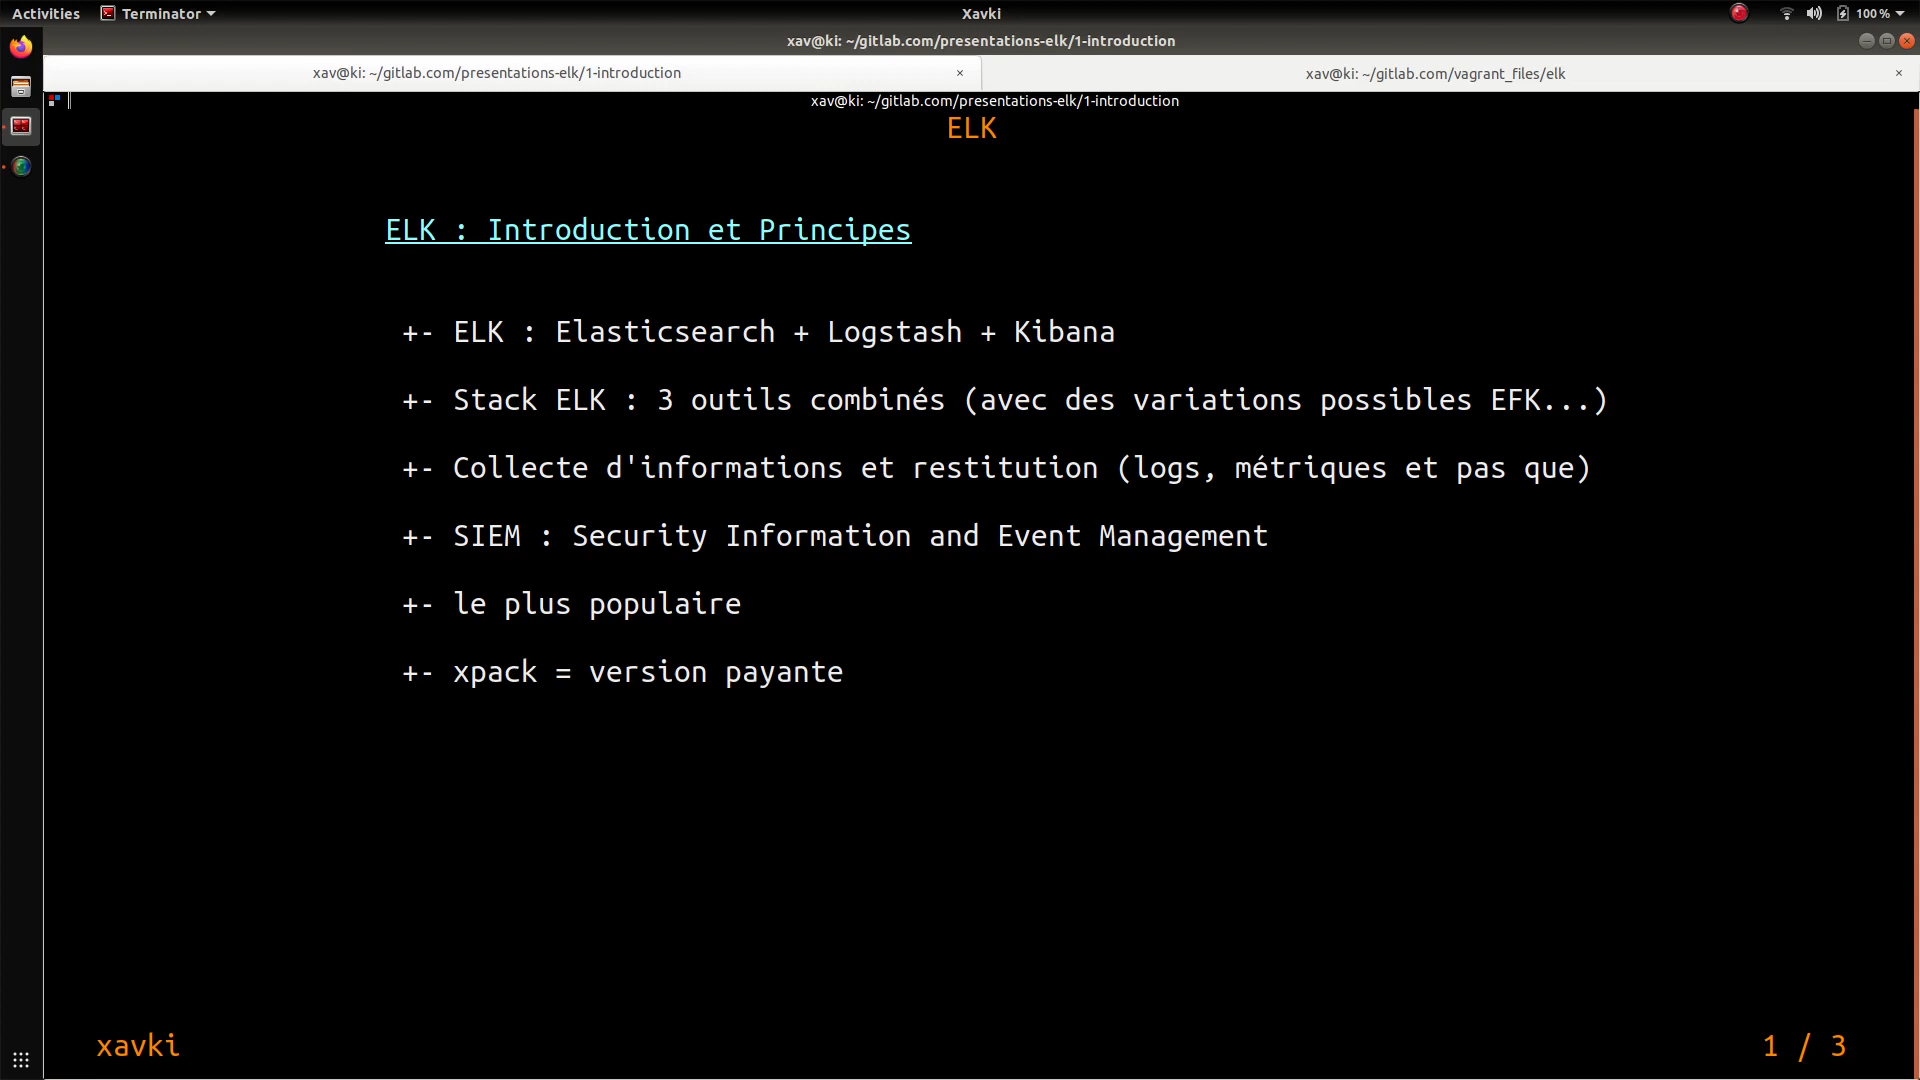 Activities Terminator Xavki 100 %
xav@ki: ~/gitlab.com/presentations-elk/1-introduction
xav@ki: ~/gitlab.com/presentations-elk/1-introduction × xav@ki: ~/gitlab.com/vagrant_files/elk ×
xav@ki: ~/gitlab.com/presentations-elk/1-introduction
ELK
ELK : Introduction et Principes
+- ELK : Elasticsearch + Logstash + Kibana
+- Stack ELK : 3 outils combinés (avec des variations possibles EFK...)
+- Collecte d'informations et restitution (logs, métriques et pas que)
+- SIEM : Security Information and Event Management
+- le plus populaire
+- xpack = version payante
xavki 1 / 3